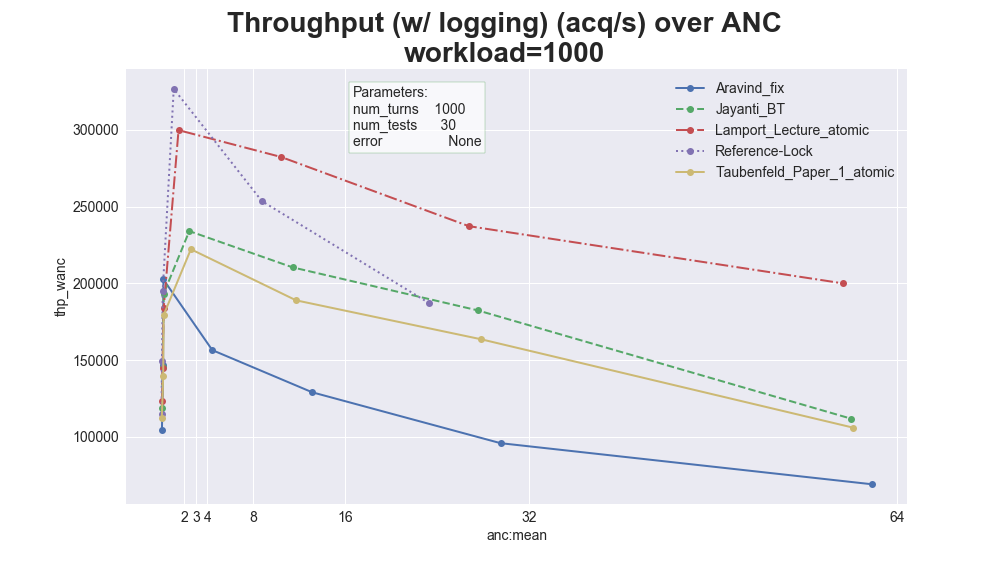 Throughput (w/ logging) (acq/s) over ANC
workload=1000
Parameters:
num_turns 1000
num_tests 30
error None
Aravind_fix
Jayanti_BT
Lamport_Lecture_atomic
Reference-Lock
Taubenfeld_Paper_1_atomic
thp_wanc
300000
250000
200000
150000
100000
2 3 4 8 16 32 64
anc:mean